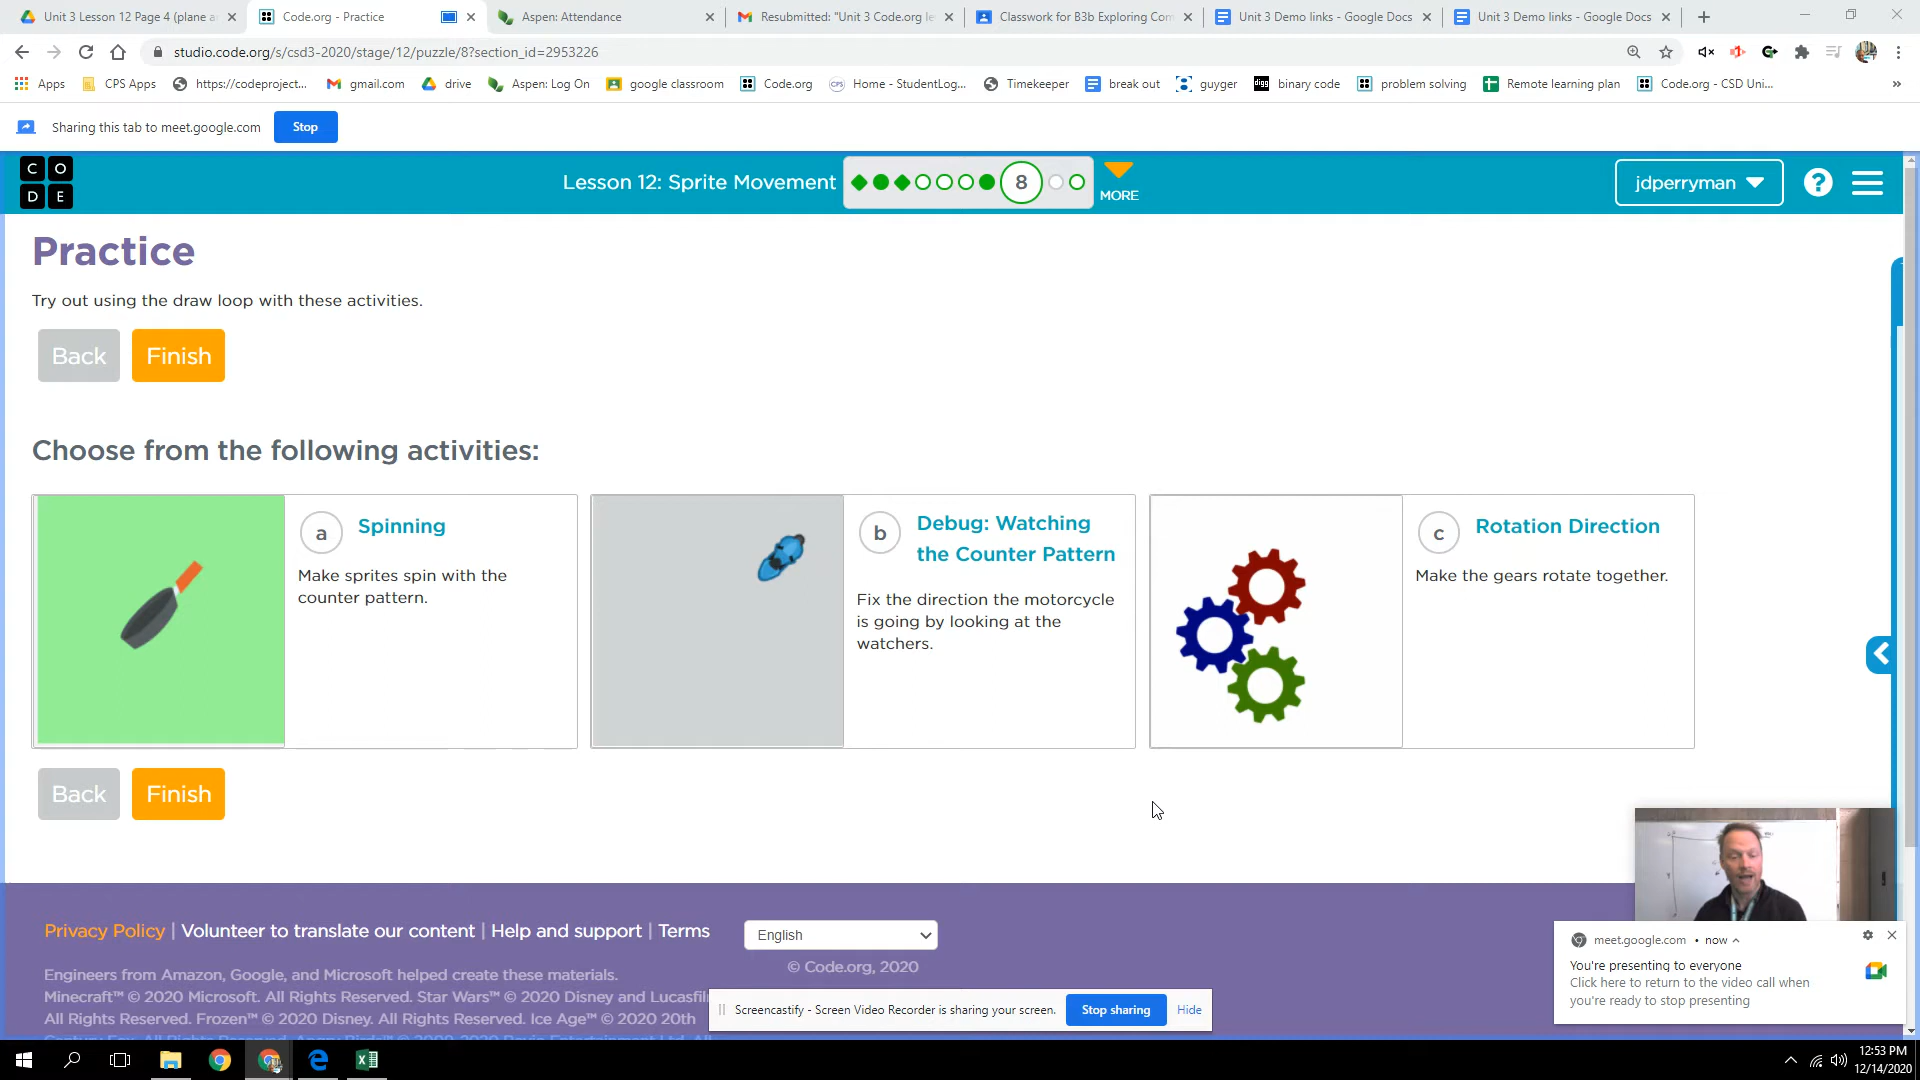 Unit 3 Lesson 12 Page 4 (plane a
Code.org - Practice
Aspen: Attendance
Resubmitted: "Unit 3 Code.org le
Classwork for B3b Exploring Com
Unit 3 Demo links - Google Docs
Unit 3 Demo links - Google Docs
studio.code.org/s/csd3-2020/stage/12/puzzle/8?section_id=2953226
Apps
CPS Apps
https://codeproject...
gmail.com
drive
Aspen: Log On
google classroom
Code.org
Home - StudentLog...
Timekeeper
break out
guyger
digg
binary code
problem solving
Remote learning plan
Code.org - CSD Uni...
»
Sharing this tab to meet.google.com
Stop
C O
D E
Lesson 12: Sprite Movement
8
MORE
jdperryman
?
Practice
Try out using the draw loop with these activities.
Back
Finish
Choose from the following activities:
a
Spinning
Make sprites spin with the
counter pattern.
b
Debug: Watching
the Counter Pattern
Fix the direction the motorcycle
is going by looking at the
watchers.
c
Rotation Direction
Make the gears rotate together.
Back
Finish
Privacy Policy | Volunteer to translate our content | Help and support | Terms
English
© Code.org, 2020
Engineers from Amazon, Google, and Microsoft helped create these materials.
Minecraft™ © 2020 Microsoft. All Rights Reserved. Star Wars™ © 2020 Disney and Lucasfil
All Rights Reserved. Frozen™ © 2020 Disney. All Rights Reserved. Ice Age™ © 2020 20th
Screencastify - Screen Video Recorder is sharing your screen.
Stop sharing
Hide
meet.google.com • now
You're presenting to everyone
Click here to return to the video call when
you're ready to stop presenting
12:53 PM
12/14/2020